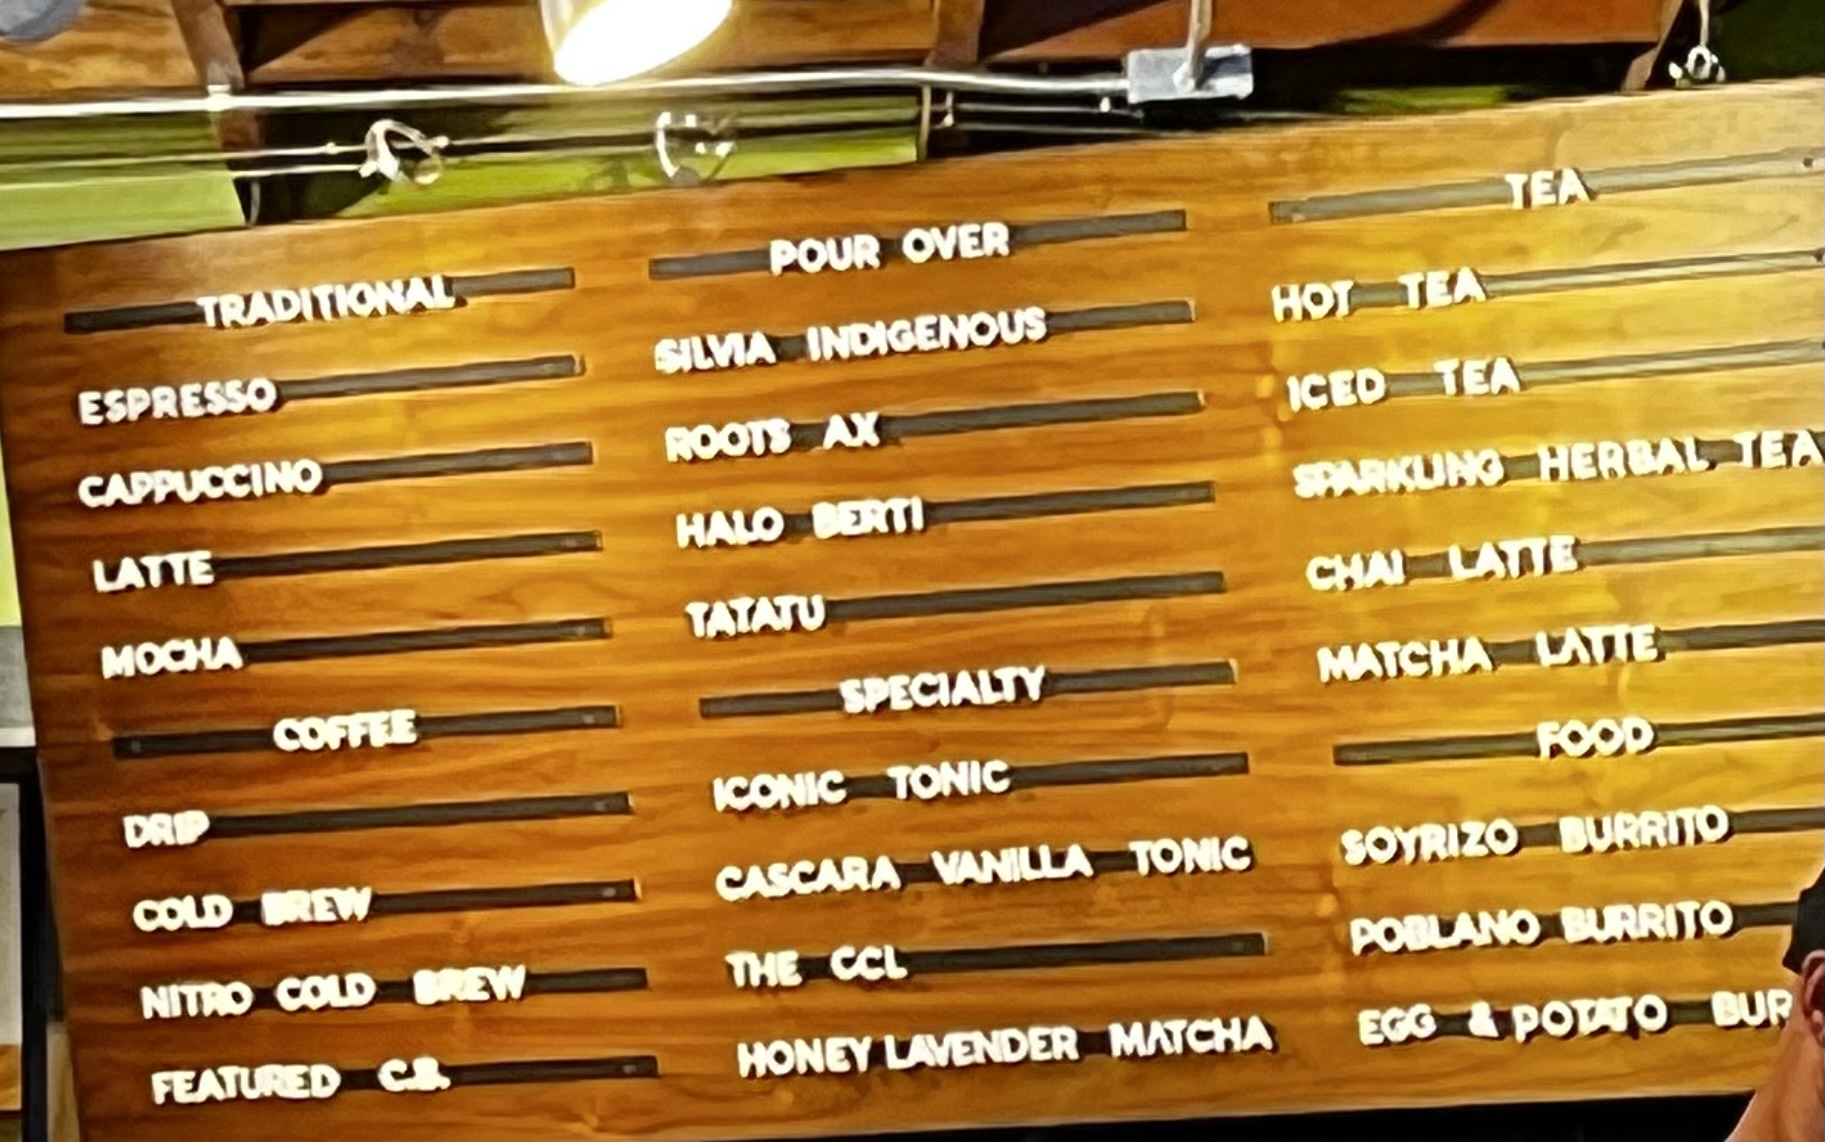 TRADITIONAL
ESPRESSO
CAPPUCCINO
LATTE
MOCHA
COFFEE
DRIP
COLD BREW
NITRO COLD BREW
FEATURED C.B.
POUR OVER
SILVIA INDIGENOUS
ROOTS AX
HALO BERTI
TATATU
SPECIALTY
ICONIC TONIC
CASCARA VANILLA TONIC
THE CCL
HONEY LAVENDER MATCHA
TEA
HOT TEA
ICED TEA
SPARKLING HERBAL TEA
CHAI LATTE
MATCHA LATTE
FOOD
SOYRIZO BURRITO
POBLANO BURRITO
EGG & POTATO BUR